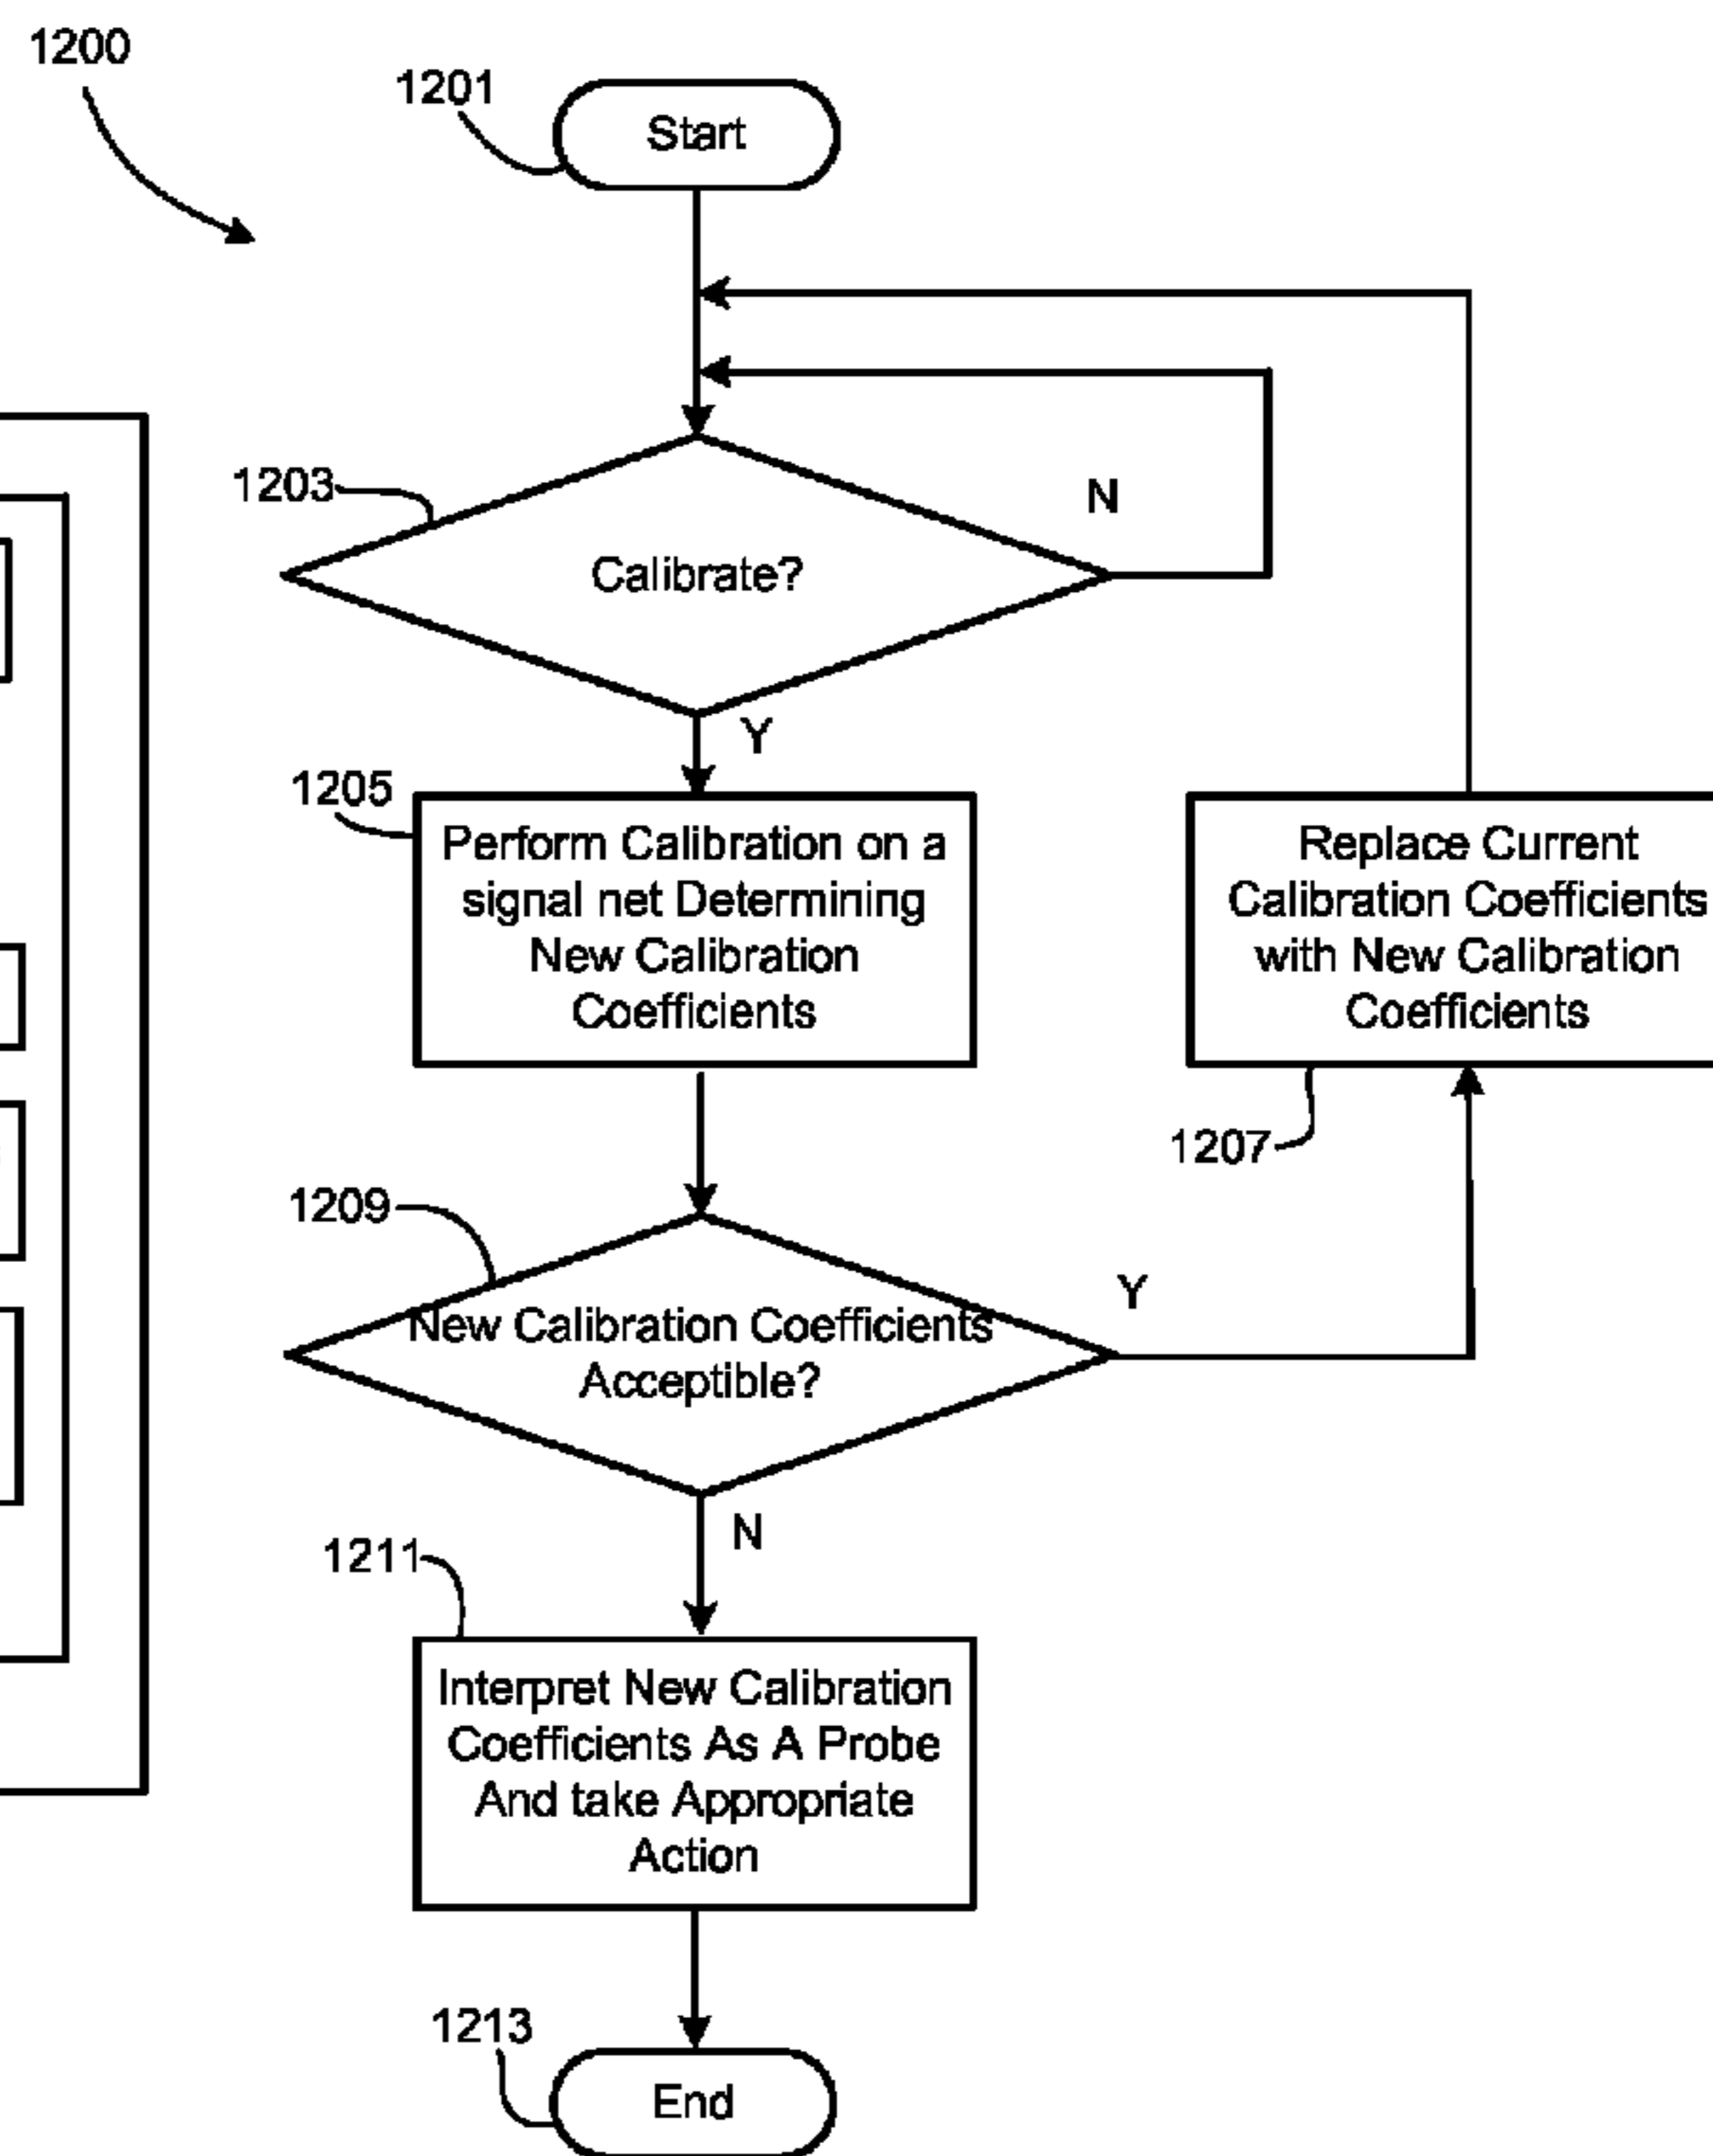 1200
1201
Start
1203
Calibrate?
N
Y
1205
Perform Calibration on a
signal net Determining
New Calibration
Coefficients
Replace Current
Calibration Coefficients
with New Calibration
Coefficients
1207
1209
New Calibration Coefficients
Acceptible?
Y
N
1211
Interpret New Calibration
Coefficients As A Probe
And take Appropriate
Action
1213
End